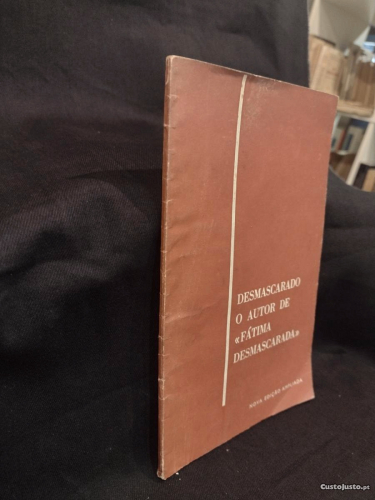 DESMASCARADO
O AUTOR DE
«FÁTIMA
DESMASCARADA»
NOVA EDIÇÃO AMPLIADA
CustoJusto.pt